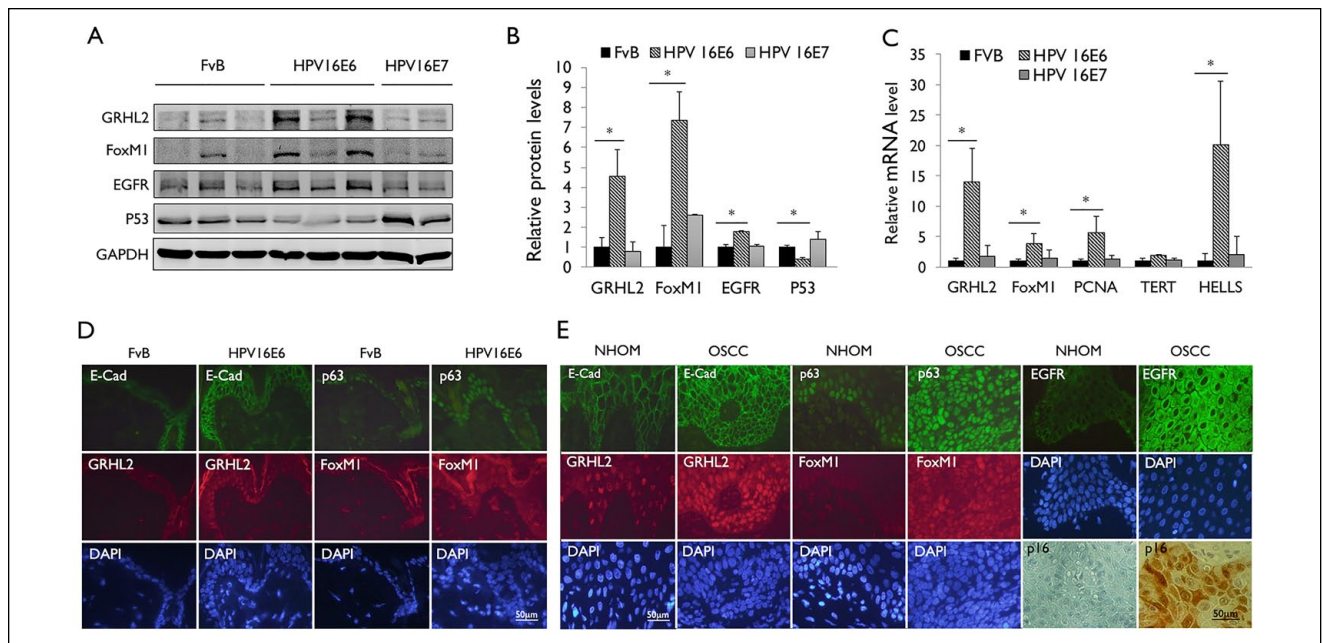 A
FvB HPV16E6 HPV16E7
GRHL2
FoxM1
EGFR
P53
GAPDH
B
FvB HPV 16E6 HPV 16E7
Relative protein levels
10
9
8
7
6
5
4
3
2
1
0
* * * *
GRHL2 FoxM1 EGFR P53
C
FVB HPV 16E6
HPV 16E7
Relative mRNA level
35
30
25
20
15
10
5
0
* * * *
GRHL2 FoxM1 PCNA TERT HELLS
D
FvB HPV16E6 FvB HPV16E6
E-Cad E-Cad p63 p63
GRHL2 GRHL2 FoxM1 FoxM1
DAPI DAPI DAPI DAPI
50μm
E
NHOM OSCC NHOM OSCC NHOM OSCC
E-Cad E-Cad p63 p63 EGFR EGFR
GRHL2 GRHL2 FoxM1 FoxM1 DAPI DAPI
DAPI DAPI DAPI DAPI p16 p16
50μm 50μm